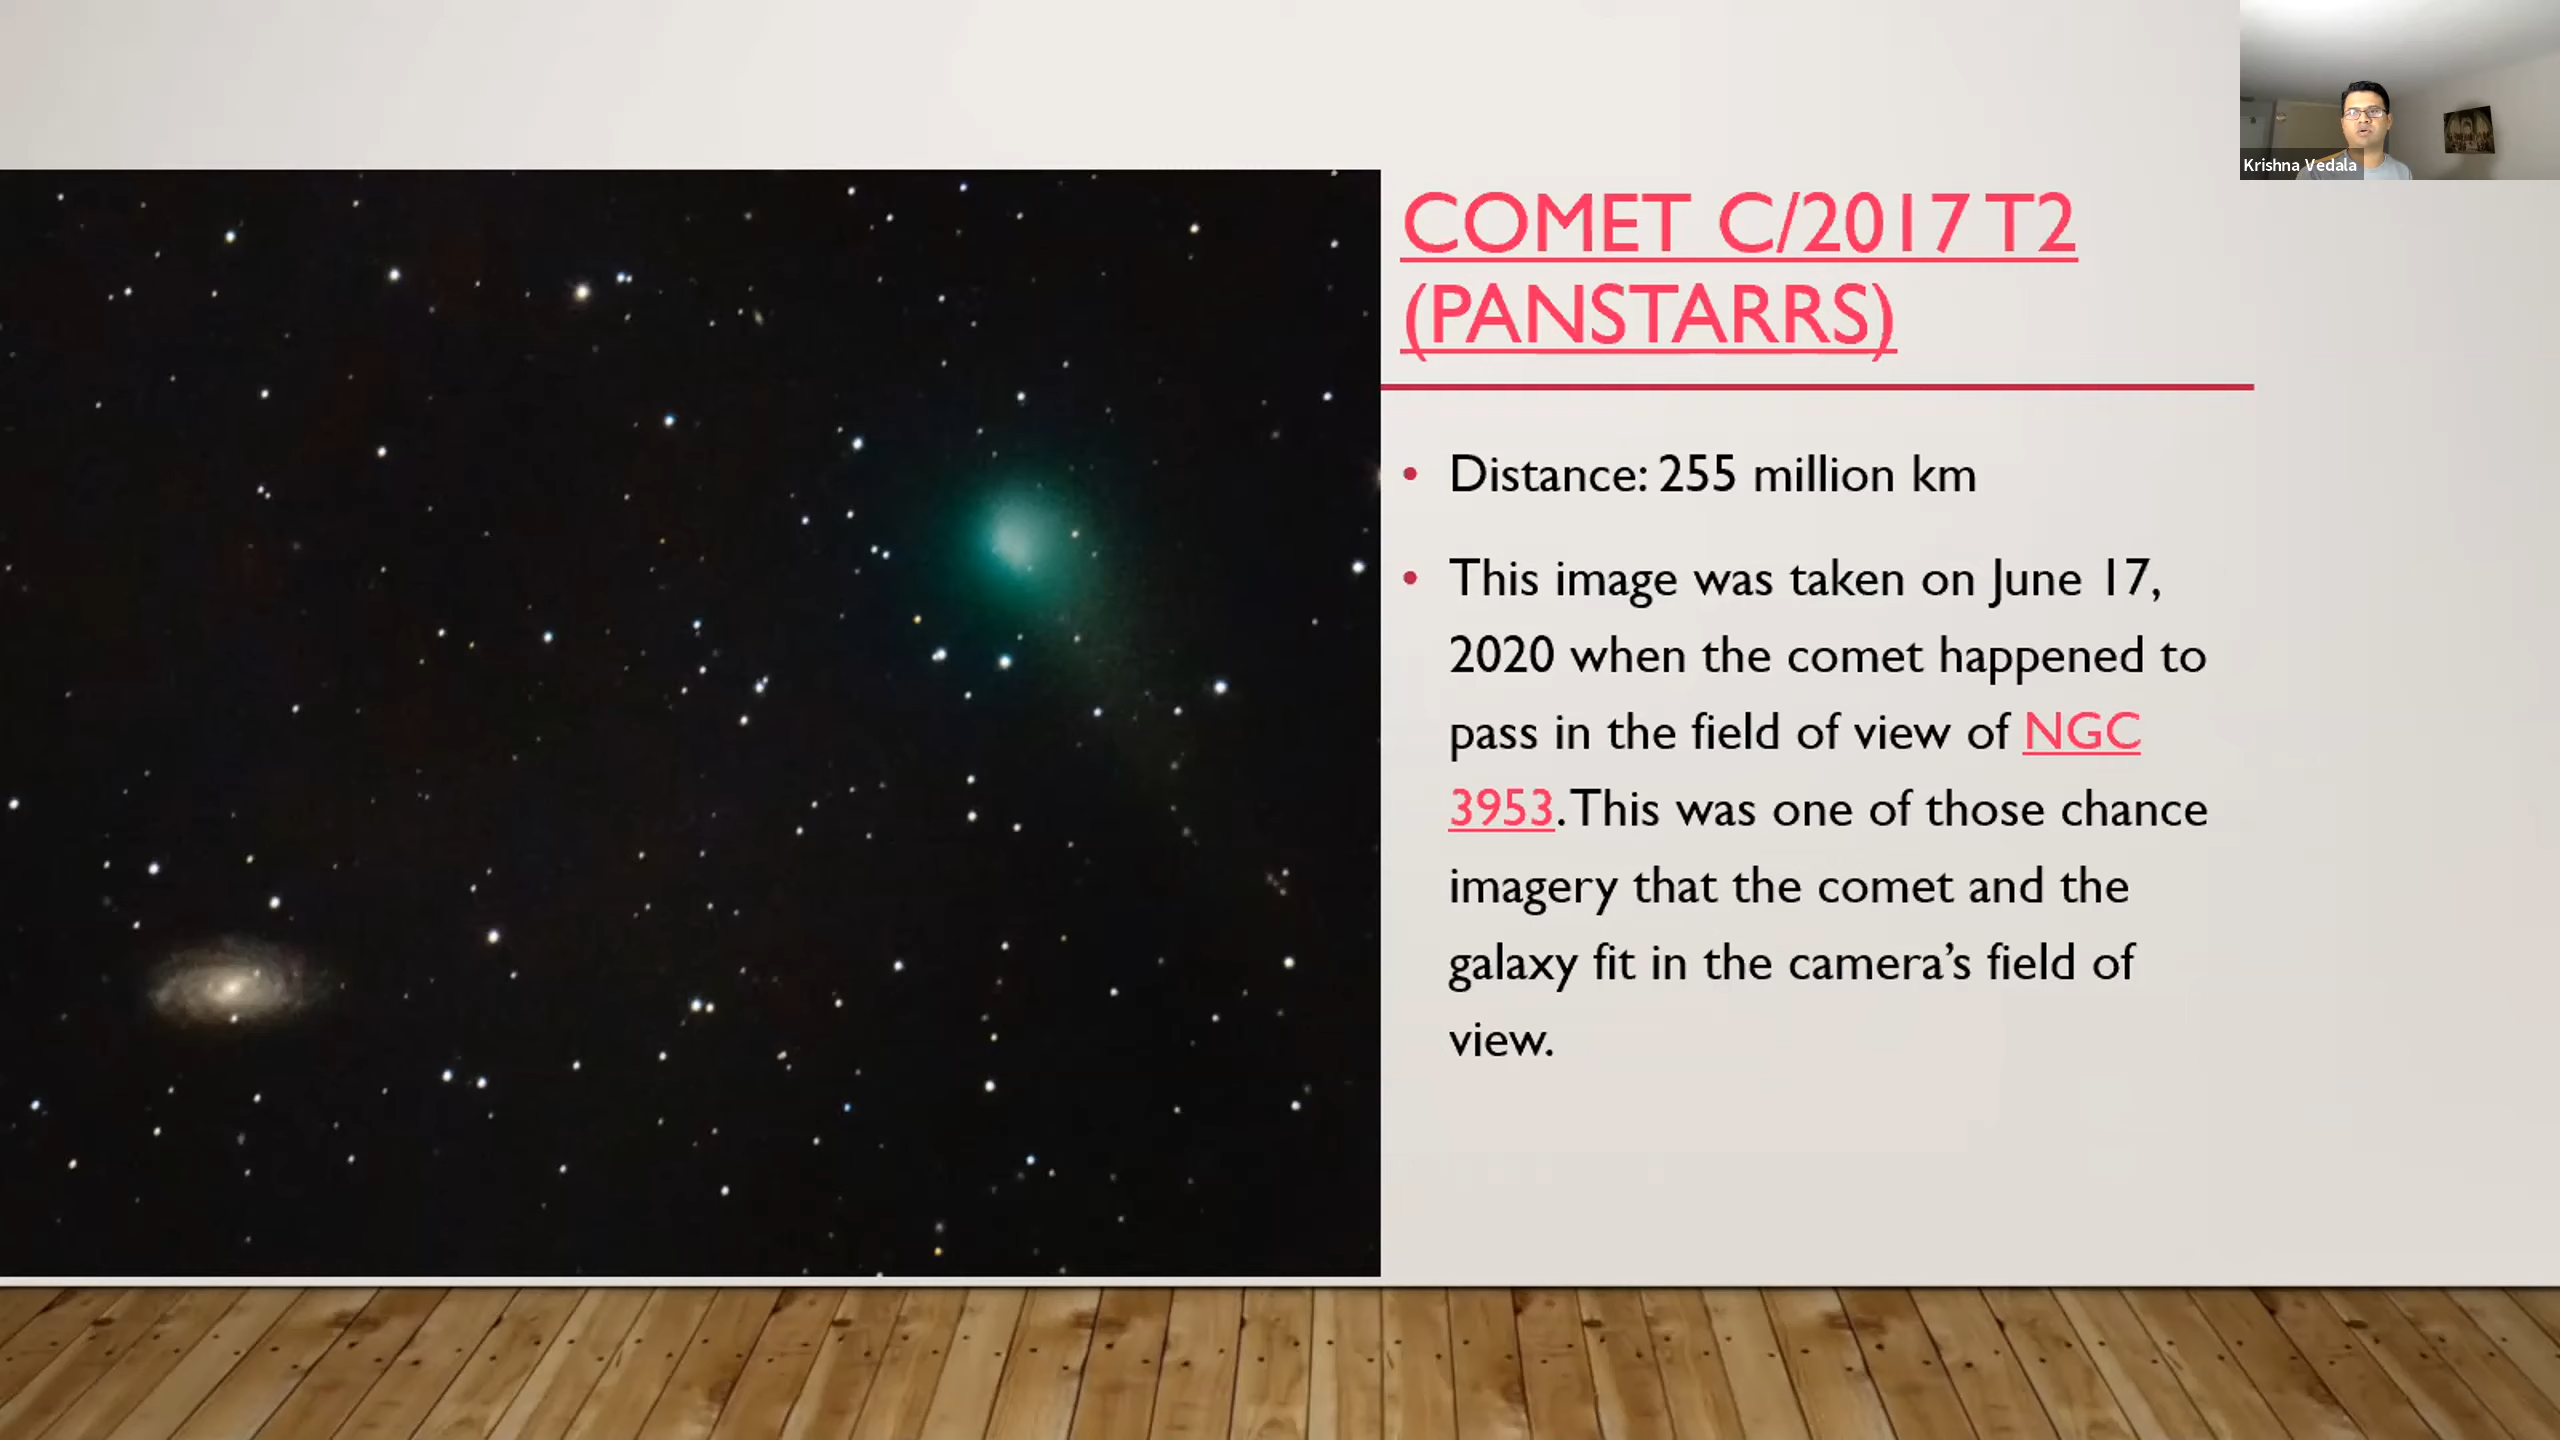 Krishna Vedala
COMET C/2017 T2
(PANSTARRS)
• Distance: 255 million km
• This image was taken on June 17,
2020 when the comet happened to
pass in the field of view of NGC
3953. This was one of those chance
imagery that the comet and the
galaxy fit in the camera’s field of
view.